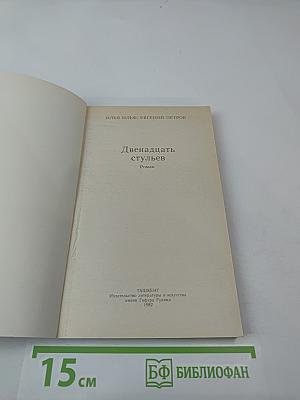 ИЛЬЯ ИЛЬФ, ЕВГЕНИЙ ПЕТРОВ
Двенадцать
стульев
Роман
ТАШКЕНТ
Издательство литературы и искусства
имени Гафура Гуляма
1982
15 см
БФ БИБЛИОФАН